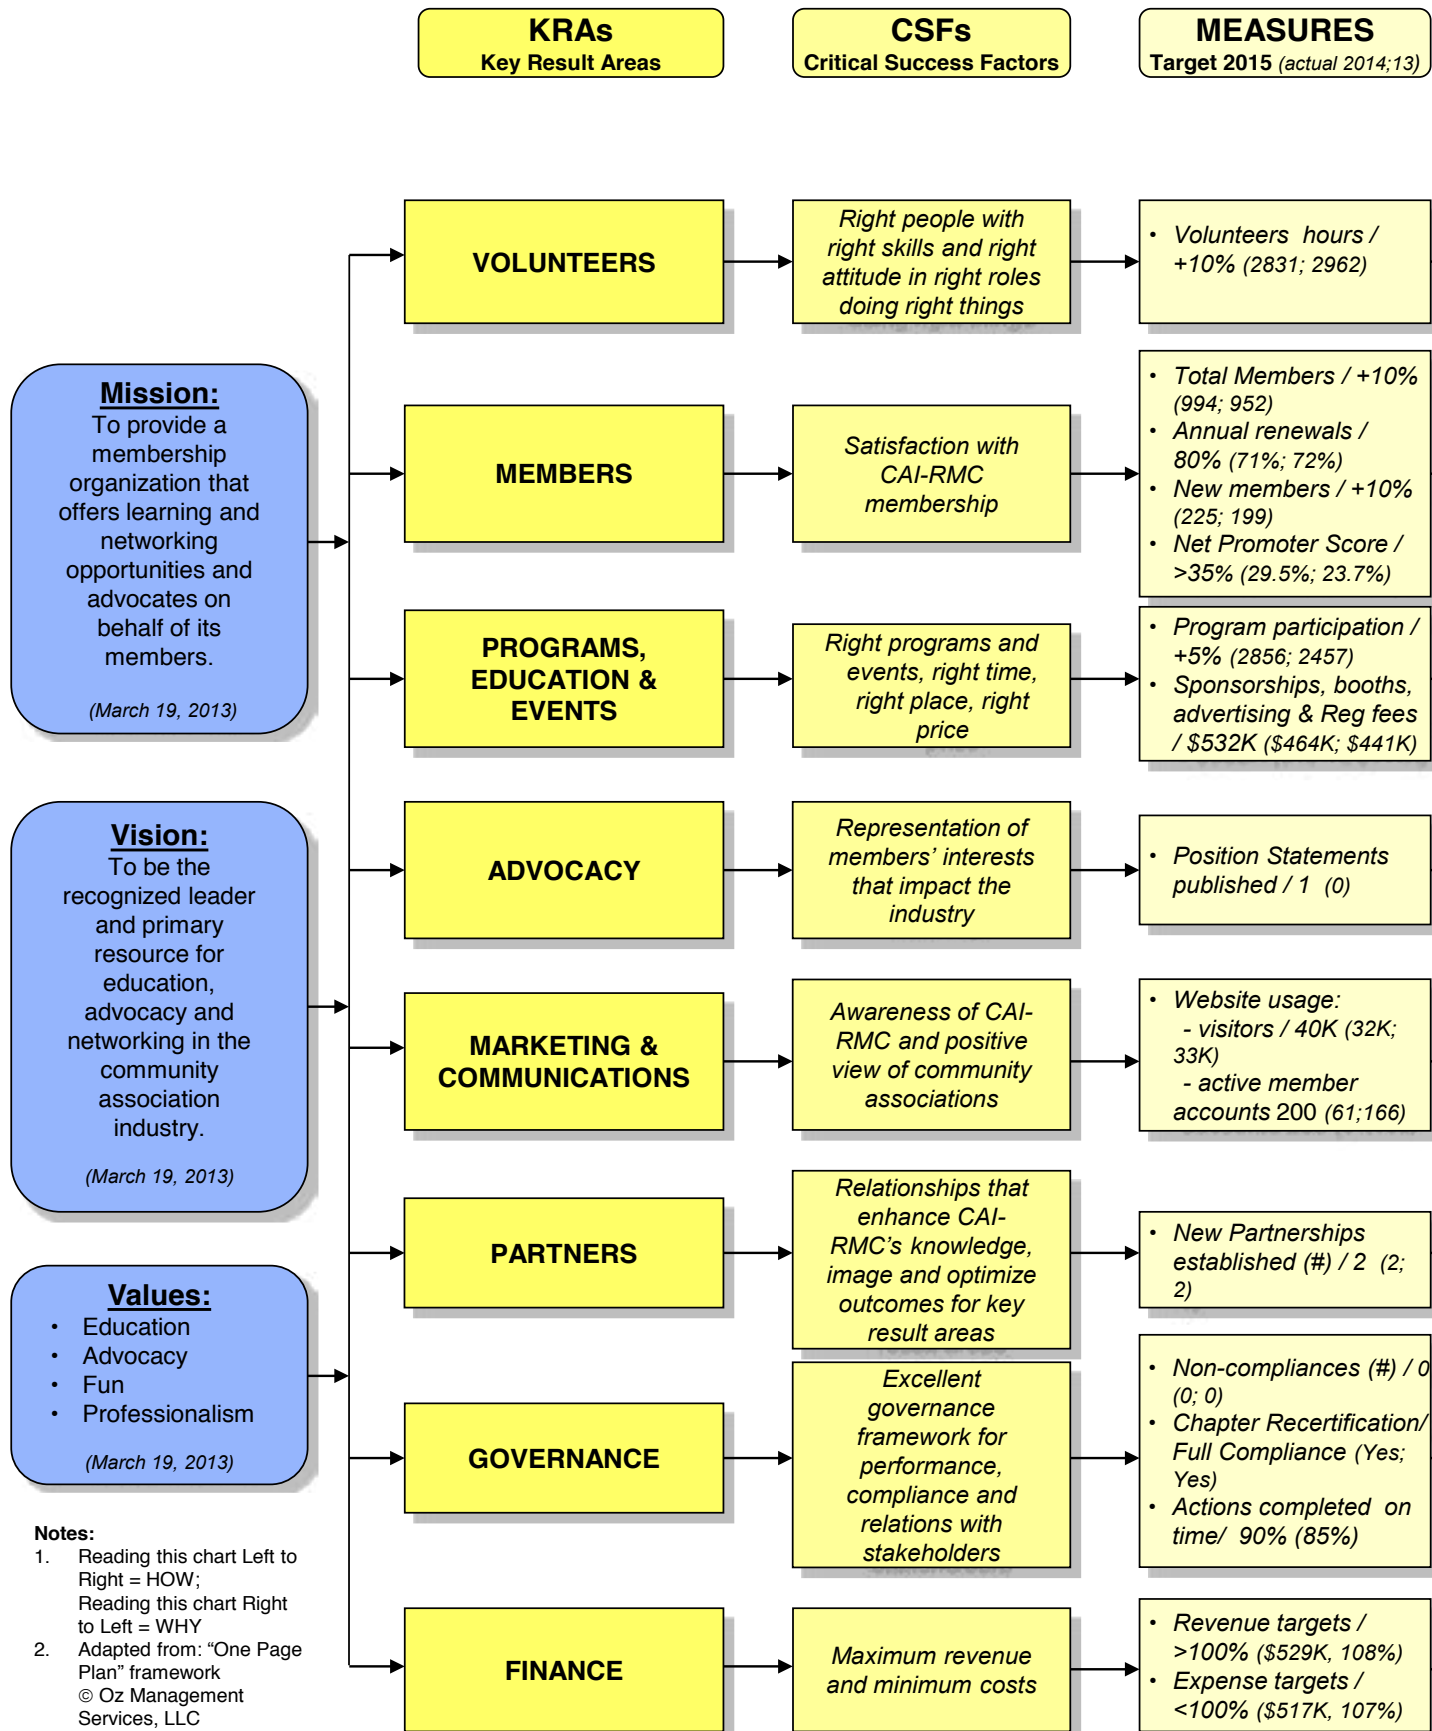 KRAs
Key Result Areas
CSFs
Critical Success Factors
MEASURES
Target 2015 (actual 2014;13)
Mission:
To provide a
membership
organization that
offers learning and
networking
opportunities and
advocates on
behalf of its
members.
(March 19, 2013)
Vision:
To be the
recognized leader
and primary
resource for
education,
advocacy and
networking in the
community
association
industry.
(March 19, 2013)
Values:
• Education
• Advocacy
• Fun
• Professionalism
(March 19, 2013)
Notes:
1. Reading this chart Left to
Right = HOW;
Reading this chart Right
to Left = WHY
2. Adapted from: “One Page
Plan” framework
© Oz Management
Services, LLC
VOLUNTEERS
Right people with
right skills and right
attitude in right roles
doing right things
• Volunteers hours /
+10% (2831; 2962)
MEMBERS
Satisfaction with
CAI-RMC
membership
• Total Members / +10%
(994; 952)
• Annual renewals /
80% (71%; 72%)
• New members / +10%
(225; 199)
• Net Promoter Score /
>35% (29.5%; 23.7%)
PROGRAMS,
EDUCATION &
EVENTS
Right programs and
events, right time,
right place, right
price
• Program participation /
+5% (2856; 2457)
• Sponsorships, booths,
advertising & Reg fees
/ $532K ($464K; $441K)
ADVOCACY
Representation of
members’ interests
that impact the
industry
• Position Statements
published / 1 (0)
MARKETING &
COMMUNICATIONS
Awareness of CAI-
RMC and positive
view of community
associations
• Website usage:
- visitors / 40K (32K;
33K)
- active member
accounts 200 (61;166)
PARTNERS
Relationships that
enhance CAI-
RMC’s knowledge,
image and optimize
outcomes for key
result areas
• New Partnerships
established (#) / 2 (2;
2)
GOVERNANCE
Excellent
governance
framework for
performance,
compliance and
relations with
stakeholders
• Non-compliances (#) / 0
(0; 0)
• Chapter Recertification/
Full Compliance (Yes;
Yes)
• Actions completed on
time/ 90% (85%)
FINANCE
Maximum revenue
and minimum costs
• Revenue targets /
>100% ($529K, 108%)
• Expense targets /
<100% ($517K, 107%)